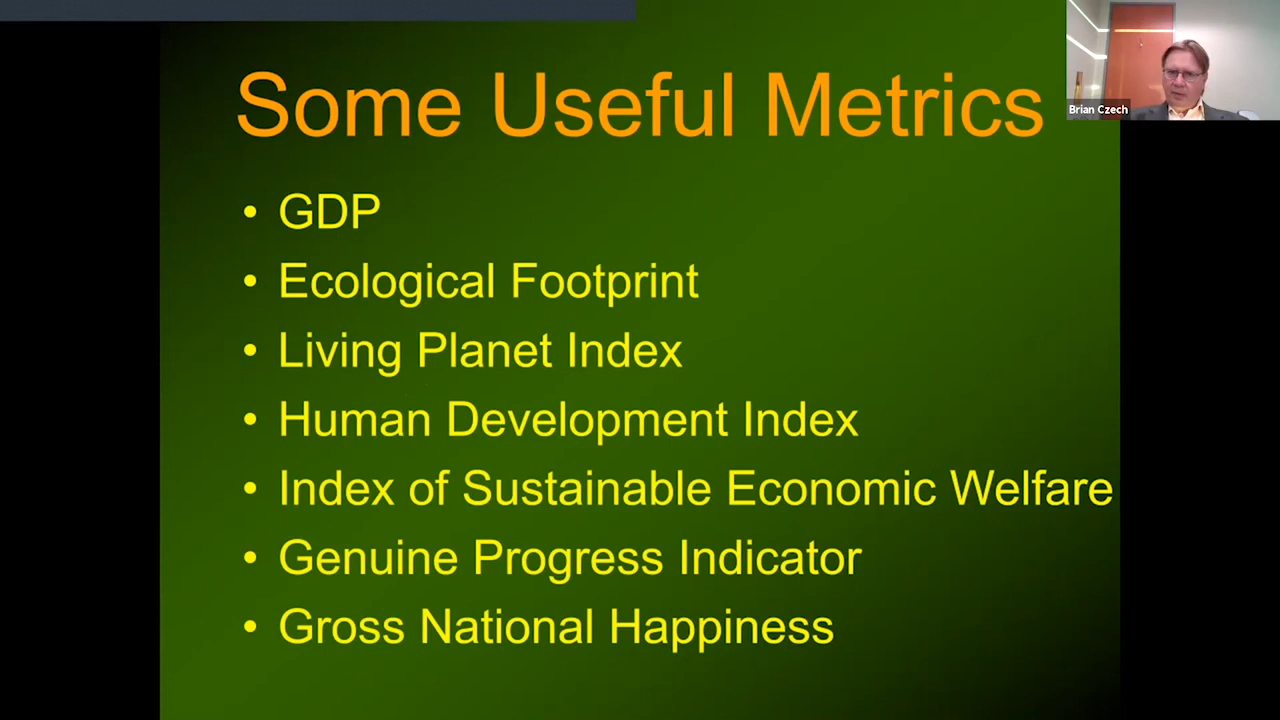 Some Useful Metrics
Brian Czech
• GDP
• Ecological Footprint
• Living Planet Index
• Human Development Index
• Index of Sustainable Economic Welfare
• Genuine Progress Indicator
• Gross National Happiness